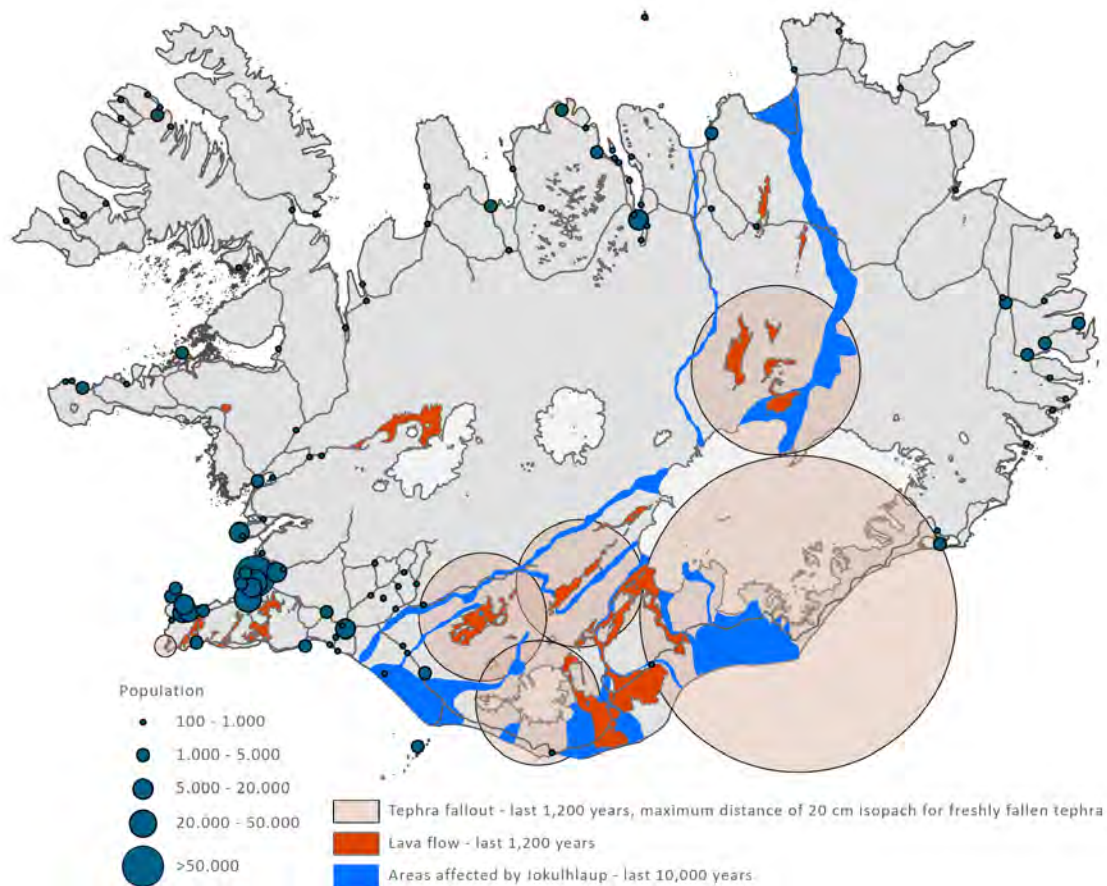 Population
100 - 1.000
1.000 - 5.000
5.000 - 20.000
20.000 - 50.000
>50.000
Tephra fallout - last 1,200 years, maximum distance of 20 cm isopach for freshly fallen tephra
Lava flow - last 1,200 years
Areas affected by Jokulhlaup - last 10,000 years